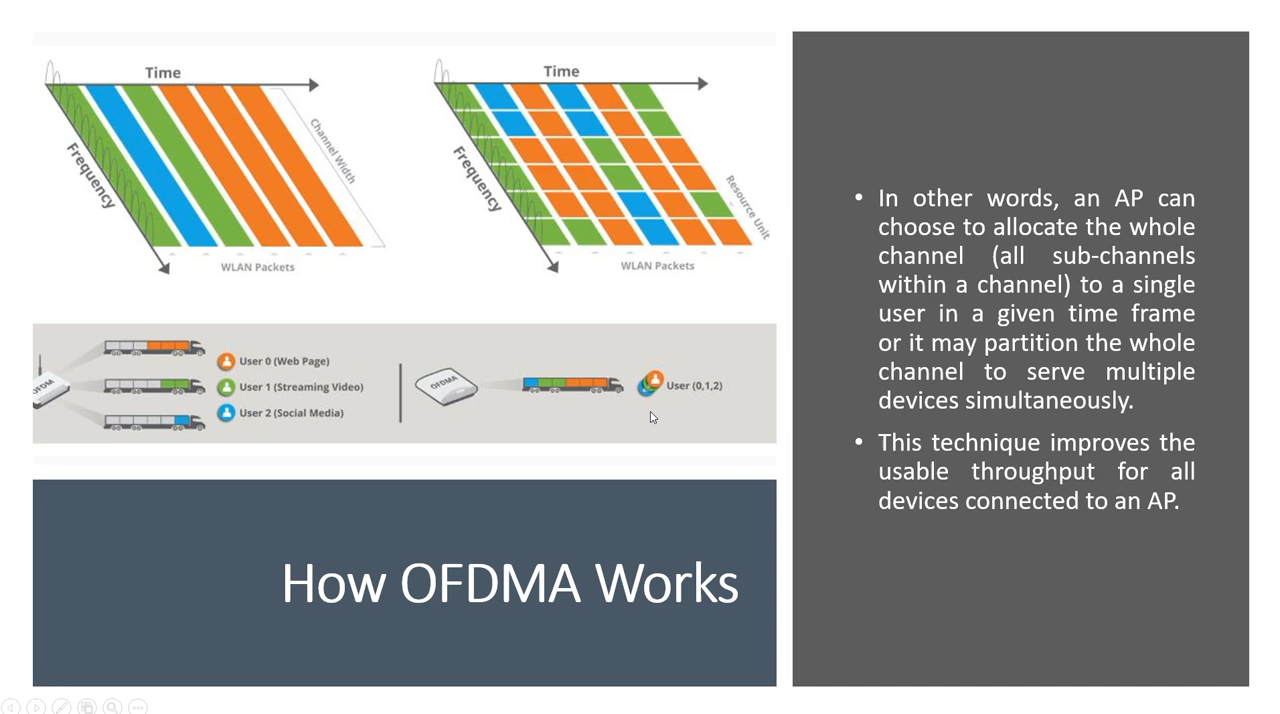 Time
Frequency
Channel Width
WLAN Packets
Time
Frequency
Resource Unit
WLAN Packets
User 0 (Web Page)
User 1 (Streaming Video)
User 2 (Social Media)
OFDMA
User (0,1,2)
How OFDMA Works
• In other words, an AP can
choose to allocate the whole
channel (all sub-channels
within a channel) to a single
user in a given time frame
or it may partition the whole
channel to serve multiple
devices simultaneously.
• This technique improves the
usable throughput for all
devices connected to an AP.